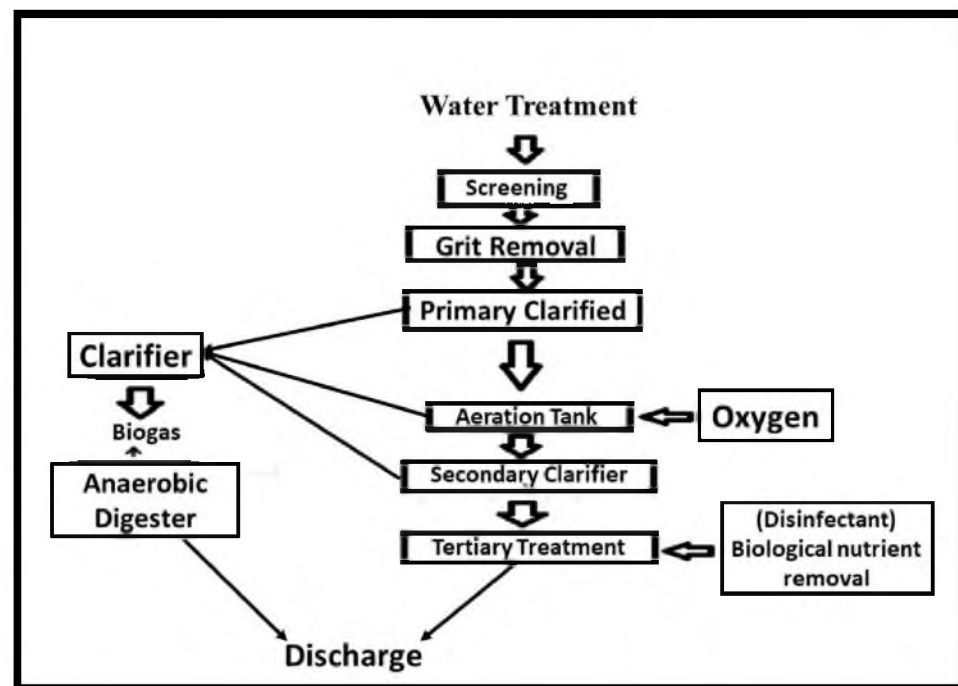 Water Treatment
Screening
Grit Removal
Primary Clarified
Clarifier
Aeration Tank
Oxygen
Biogas
Secondary Clarifier
Anaerobic
Digester
(Disinfectant)
Biological nutrient
removal
Tertiary Treatment
Discharge